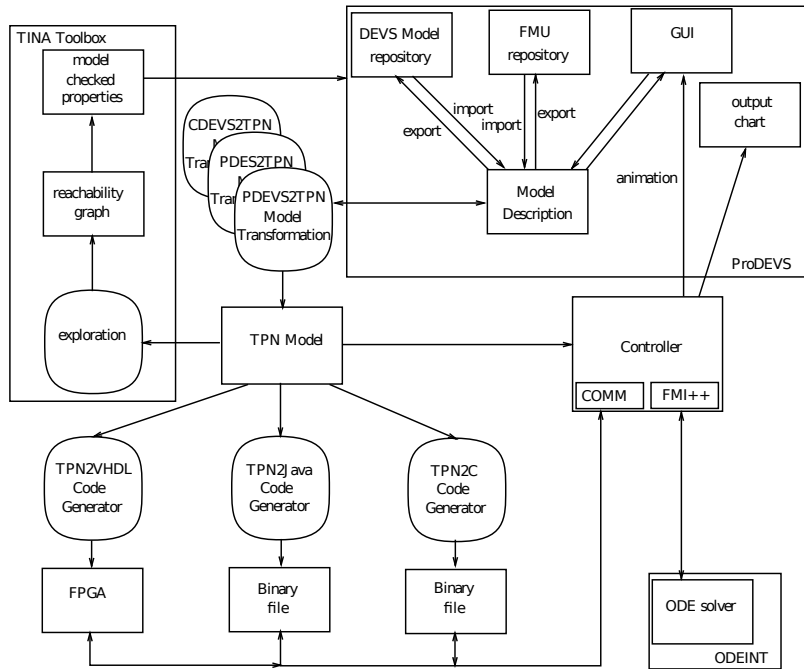 TINA Toolbox
model
checked
properties
reachability
graph
exploration
CDEVS2TPN
M
Tra
PDES2TPN
M
Tran
PDEVS2TPN
Model
Transformation
DEVS Model
repository
FMU
repository
GUI
import
export
import
export
Model
Description
animation
output
chart
ProDEVS
TPN Model
Controller
COMM
FMI++
TPN2VHDL
Code
Generator
TPN2Java
Code
Generator
TPN2C
Code
Generator
FPGA
Binary
file
Binary
file
ODE solver
ODEINT